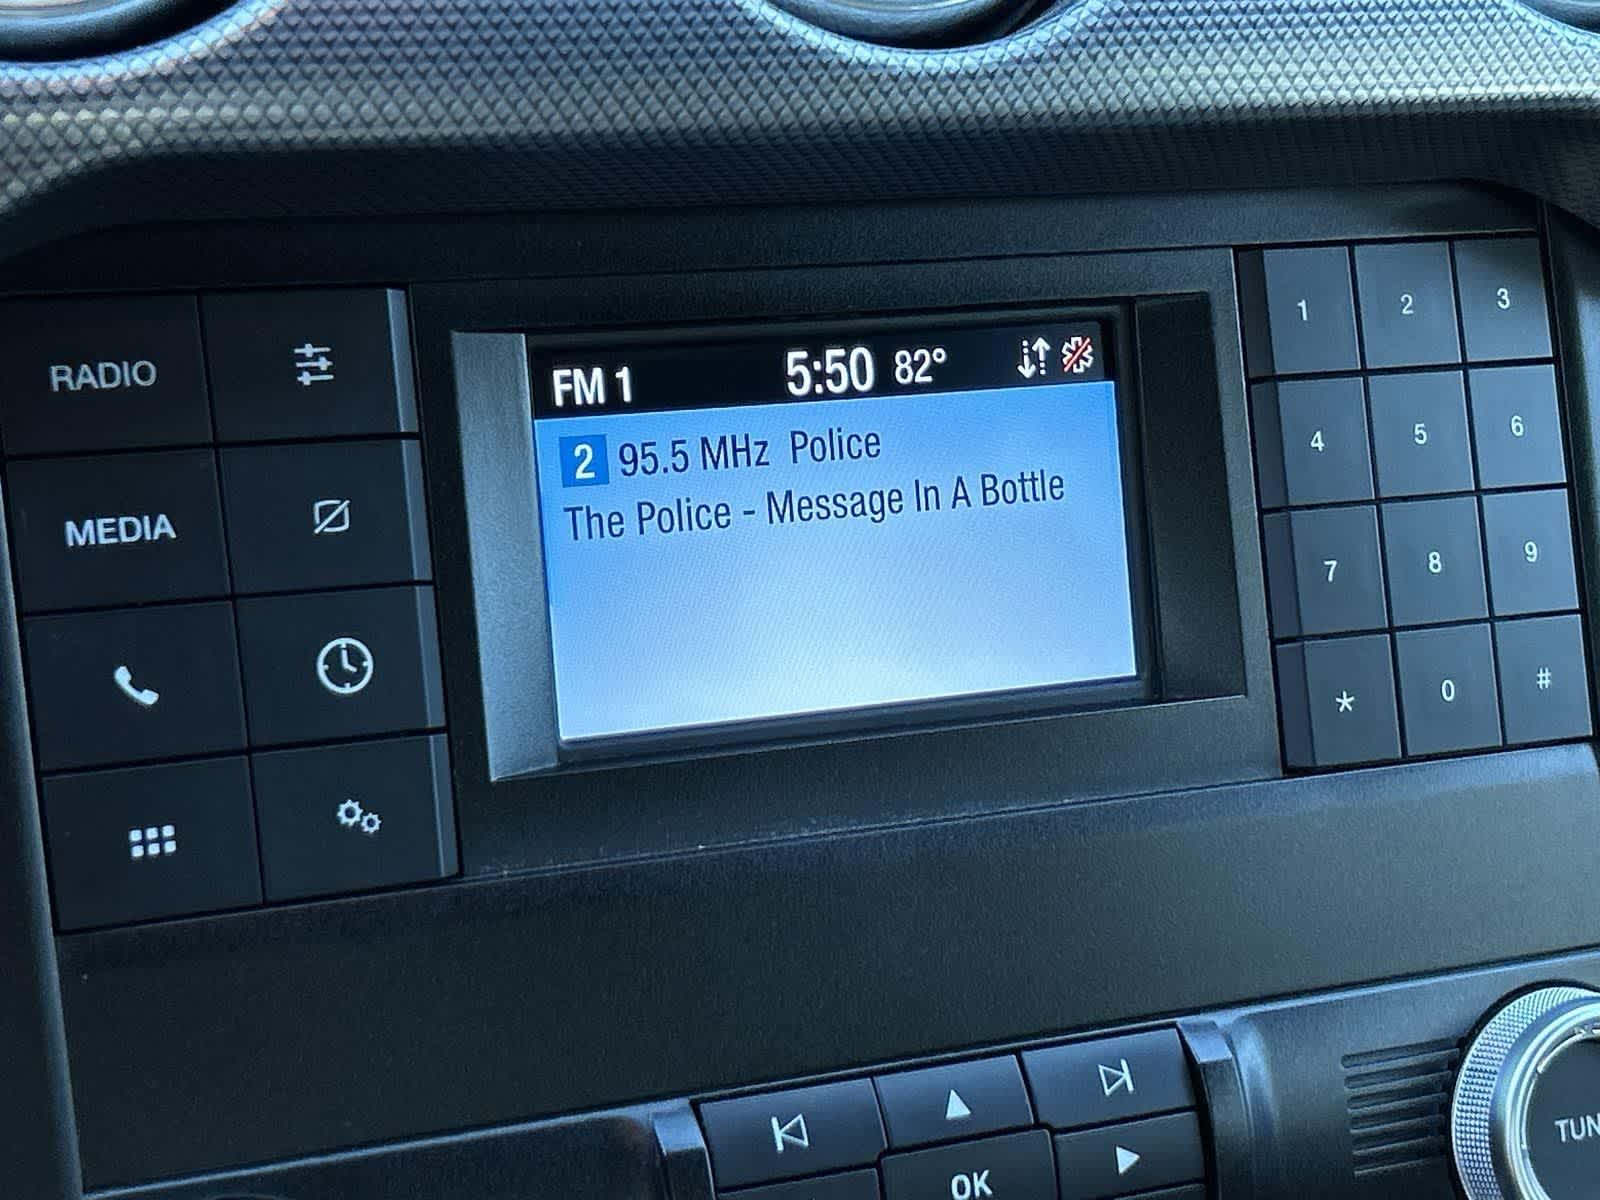 FM 1 5:50 82°
2 95.5 MHz Police
The Police - Message In A Bottle
RADIO
MEDIA
1 2 3
4 5 6
7 8 9
* 0 #
OK
TUN